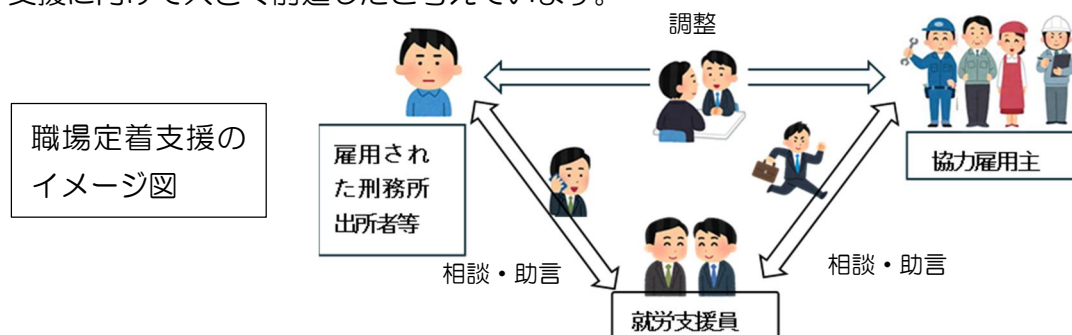 支援に向けて大きく前進したと考えています。
調整
職場定着支援の
イメージ図
雇用され
た刑務所
出所者等
協力雇用主
相談・助言
相談・助言
就労支援員